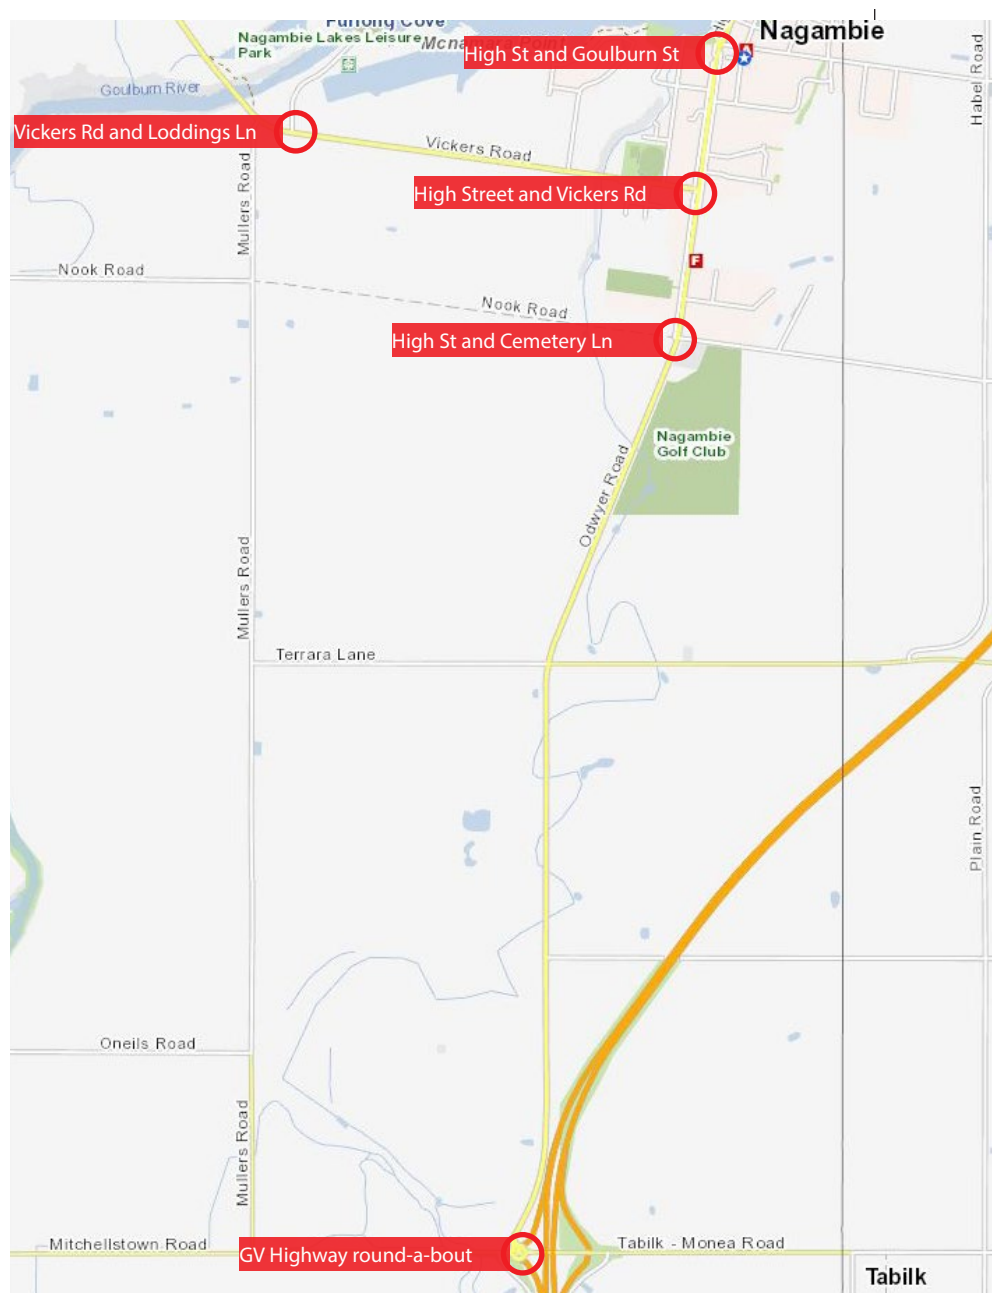 Furlong Cove
Nagambie
Nagambie Lakes Leisure
Park
High St and Goulburn St
Habel Road
Goulburn River
Vickers Rd and Loddings Ln
Vickers Road
Mullers Road
High Street and Vickers Rd
Nook Road
Nook Road
F
High St and Cemetery Ln
Nagambie
Golf Club
Odwyer Road
Mullers Road
Terrara Lane
Plain Road
Oneils Road
Mullers Road
Mitchellstown Road
GV Highway round-a-bout
Tabilk - Monea Road
Tabilk